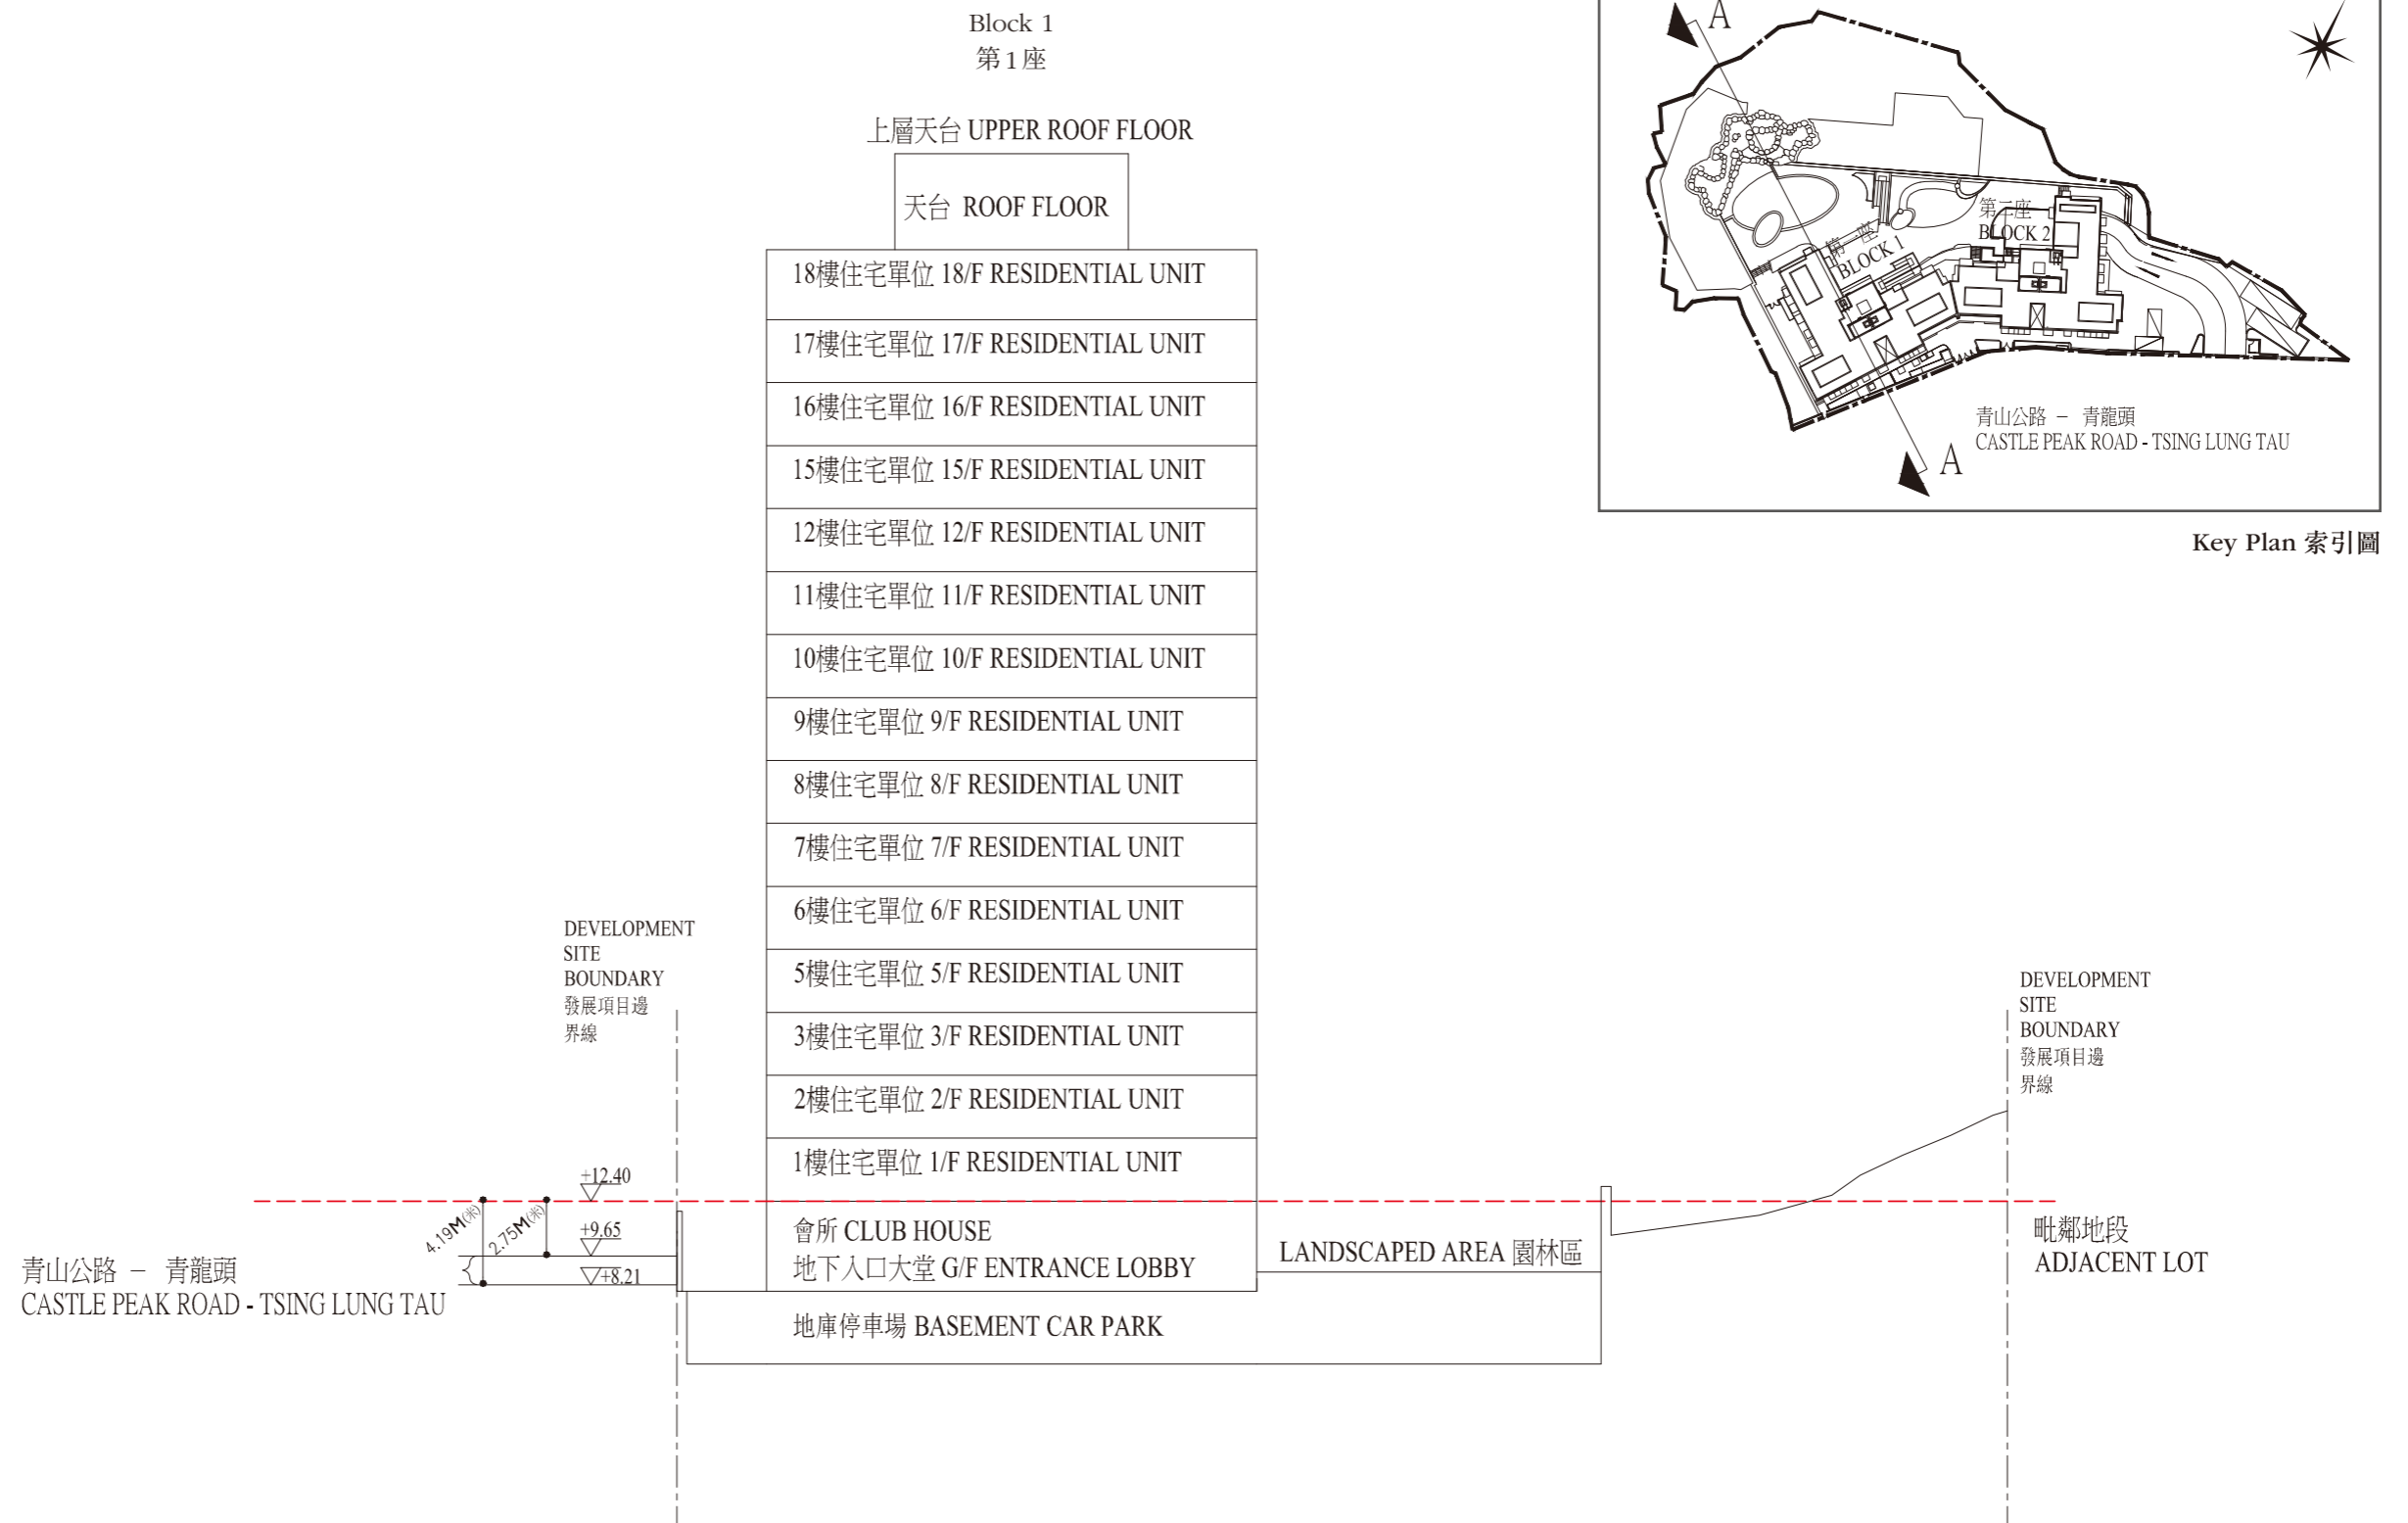 Block 1
第1座
上層天台 UPPER ROOF FLOOR
天台 ROOF FLOOR
18樓住宅單位 18/F RESIDENTIAL UNIT
17樓住宅單位 17/F RESIDENTIAL UNIT
16樓住宅單位 16/F RESIDENTIAL UNIT
15樓住宅單位 15/F RESIDENTIAL UNIT
12樓住宅單位 12/F RESIDENTIAL UNIT
11樓住宅單位 11/F RESIDENTIAL UNIT
10樓住宅單位 10/F RESIDENTIAL UNIT
9樓住宅單位 9/F RESIDENTIAL UNIT
8樓住宅單位 8/F RESIDENTIAL UNIT
7樓住宅單位 7/F RESIDENTIAL UNIT
6樓住宅單位 6/F RESIDENTIAL UNIT
5樓住宅單位 5/F RESIDENTIAL UNIT
3樓住宅單位 3/F RESIDENTIAL UNIT
2樓住宅單位 2/F RESIDENTIAL UNIT
1樓住宅單位 1/F RESIDENTIAL UNIT
會所 CLUB HOUSE
地下入口大堂 G/F ENTRANCE LOBBY
地庫停車場 BASEMENT CAR PARK
LANDSCAPED AREA 園林區
DEVELOPMENT
SITE
BOUNDARY
發展項目邊
界線
+12.40
+9.65
+8.21
4.19M(米)
2.75M(米)
青山公路 – 青龍頭
CASTLE PEAK ROAD - TSING LUNG TAU
DEVELOPMENT
SITE
BOUNDARY
發展項目邊
界線
毗鄰地段
ADJACENT LOT
A
第一座
BLOCK 1
第二座
BLOCK 2
青山公路 – 青龍頭
CASTLE PEAK ROAD - TSING LUNG TAU
A
Key Plan 索引圖